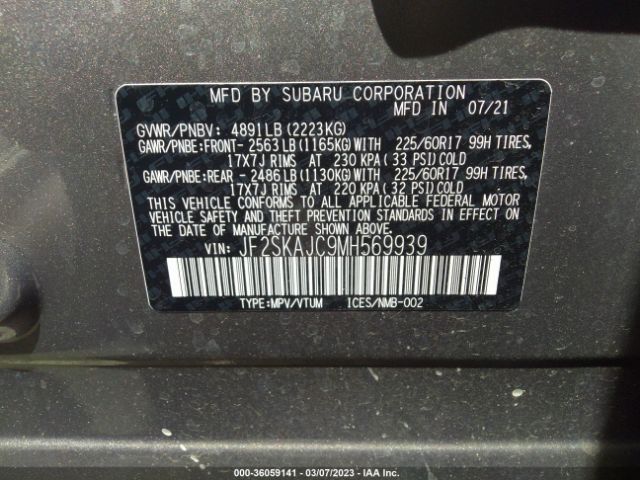 MFD BY SUBARU CORPORATION
MFD IN 07/21
GVWR/PNBV: 4891LB(2223KG)
GAWR/PNBE:FRONT- 2563LB(1165KG)WITH 225/60R17 99H TIRES,
17X7J RIMS AT 230 KPA(33 PSI)COLD
GAWR/PNBE:REAR - 2486LB(1130KG)WITH 225/60R17 99H TIRES,
17X7J RIMS AT 220 KPA(32 PSI)COLD
THIS VEHICLE CONFORMS TO ALL APPLICABLE FEDERAL MOTOR
VEHICLE SAFETY AND THEFT PREVENTION STANDARDS IN EFFECT
ON THE DATE OF MANUFACTURE SHOWN ABOVE.
VIN: JF2SKAJC9MH569939
TYPE:MPV/VTUM ICES/NMB-002
000-36059141 - 03/07/2023 - IAA Inc.